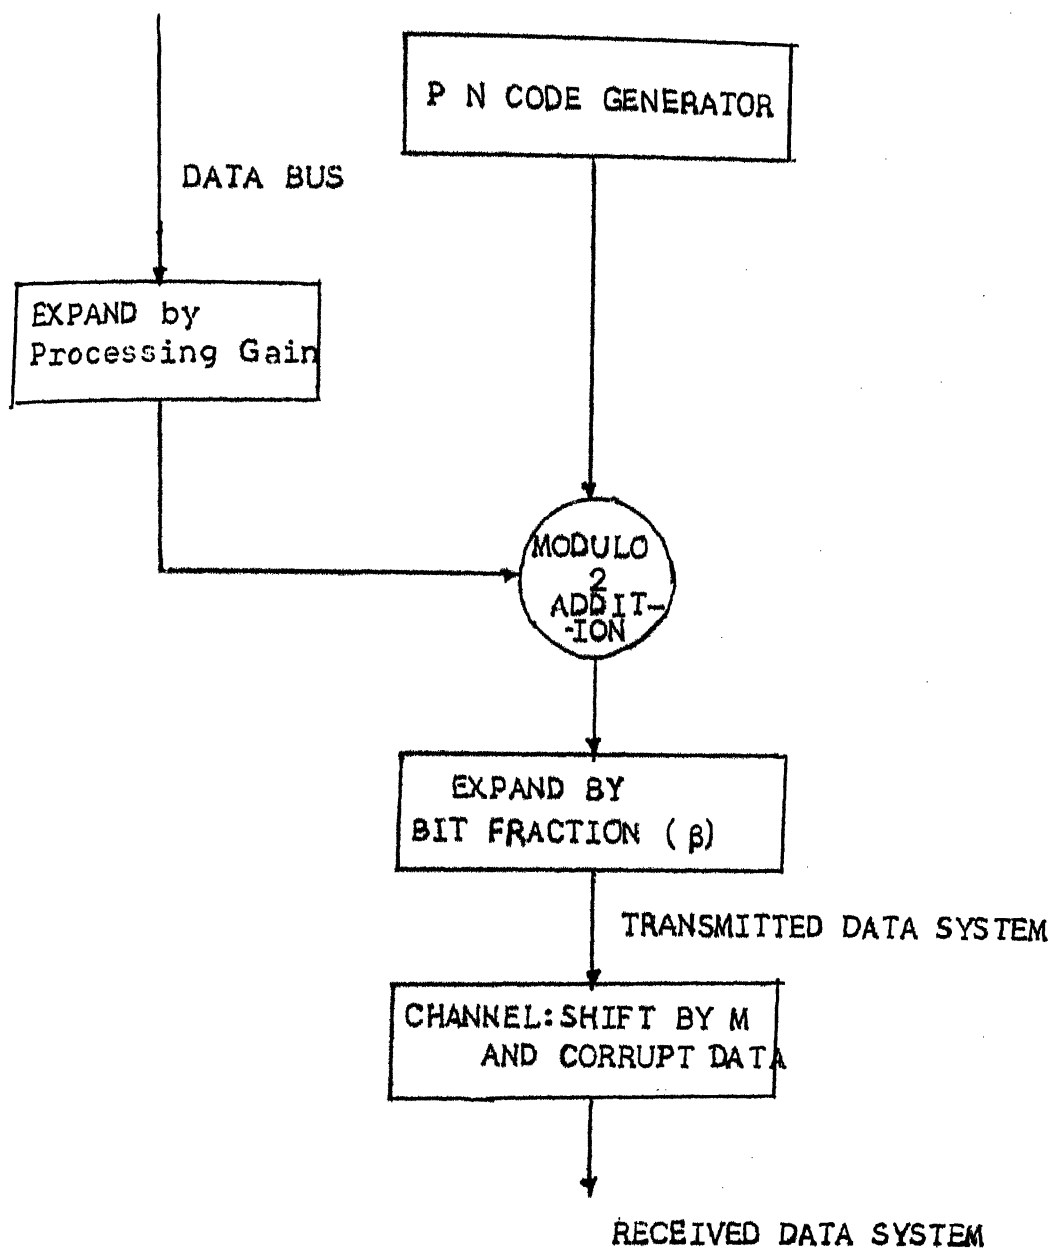 P N CODE GENERATOR
DATA BUS
EXPAND by
Processing Gain
MODULO
2
ADDIT-
-ION
EXPAND BY
BIT FRACTION (β)
TRANSMITTED DATA SYSTEM
CHANNEL:SHIFT BY M
AND CORRUPT DATA
RECEIVED DATA SYSTEM